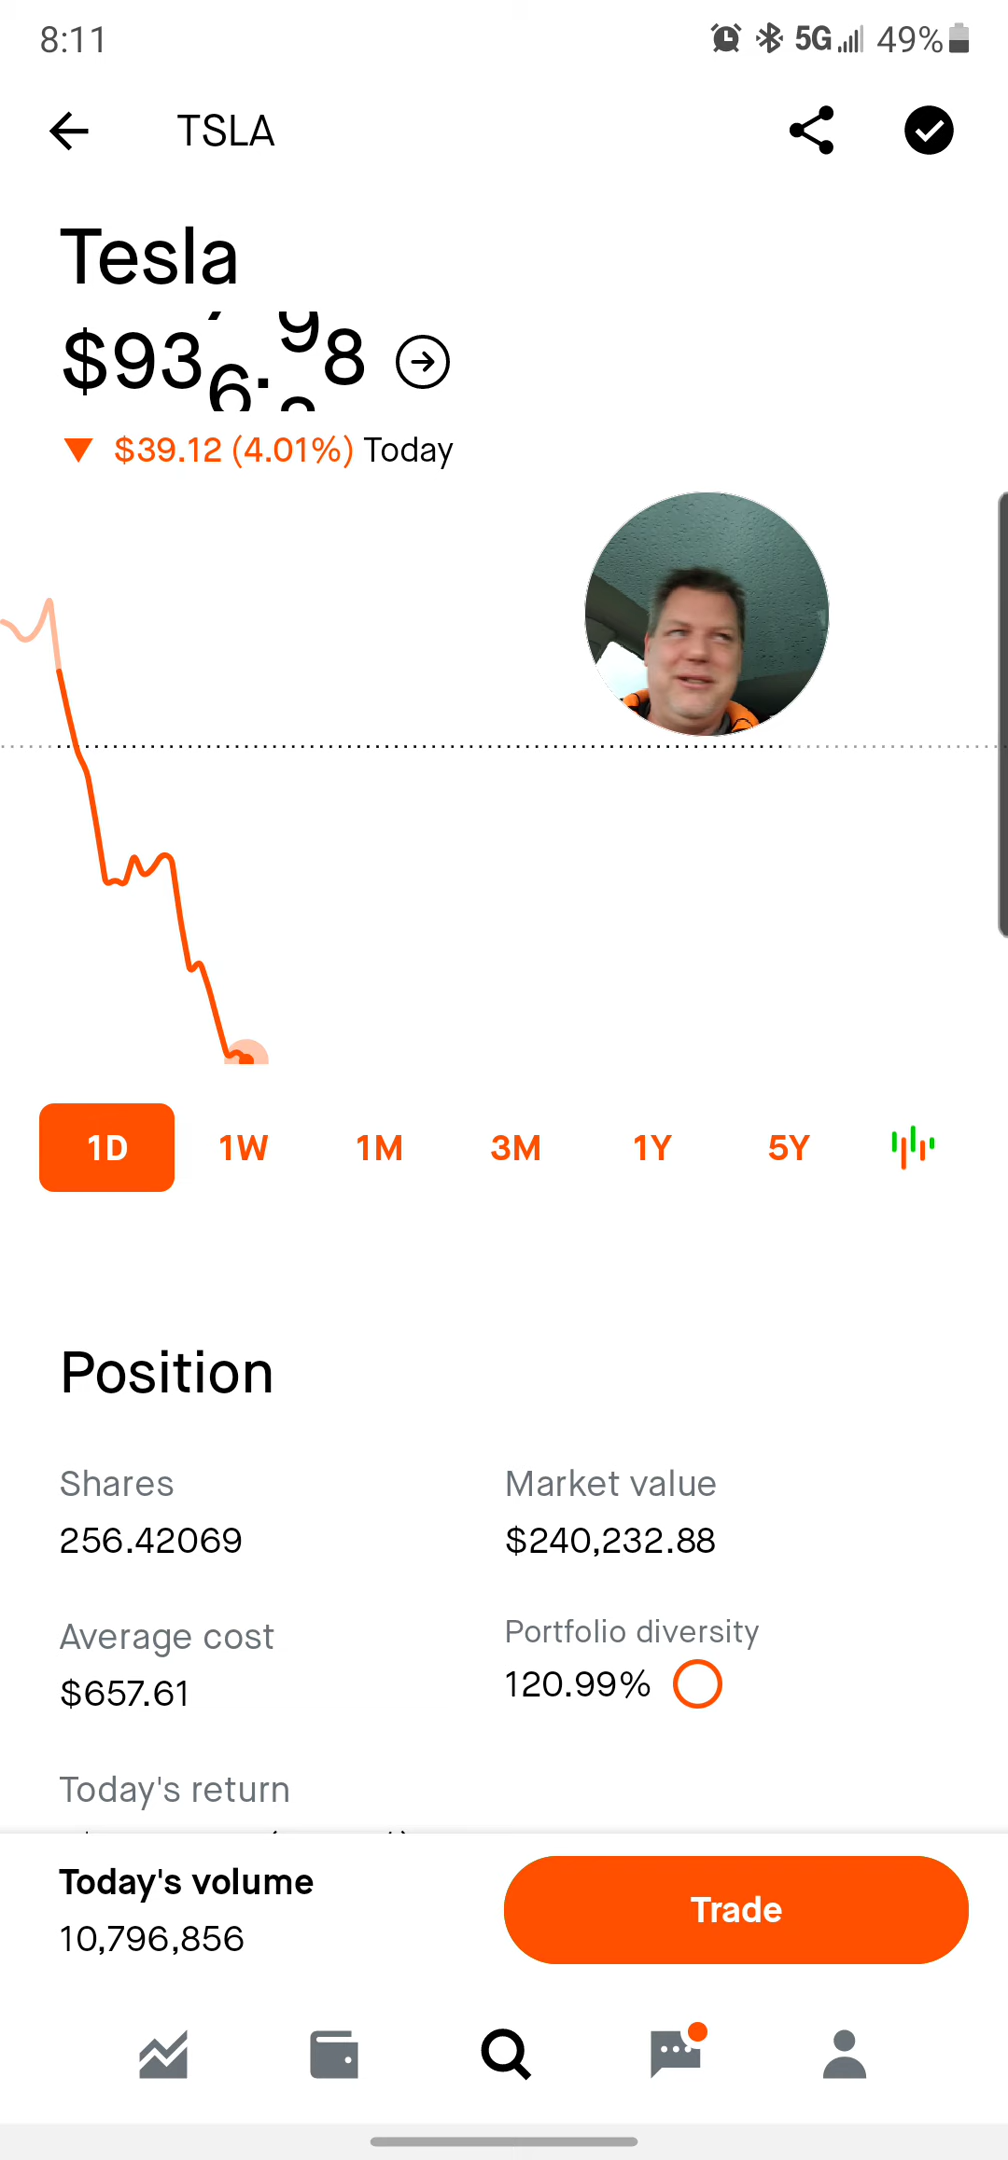 8:11
5G 49%
TSLA
Tesla
$39.12 (4.01%) Today
1D 1W 1M 3M 1Y 5Y
Position
Shares
256.42069
Market value
$240,232.88
Average cost
$657.61
Portfolio diversity
120.99%
Today's return
Today's volume
10,796,856
Trade